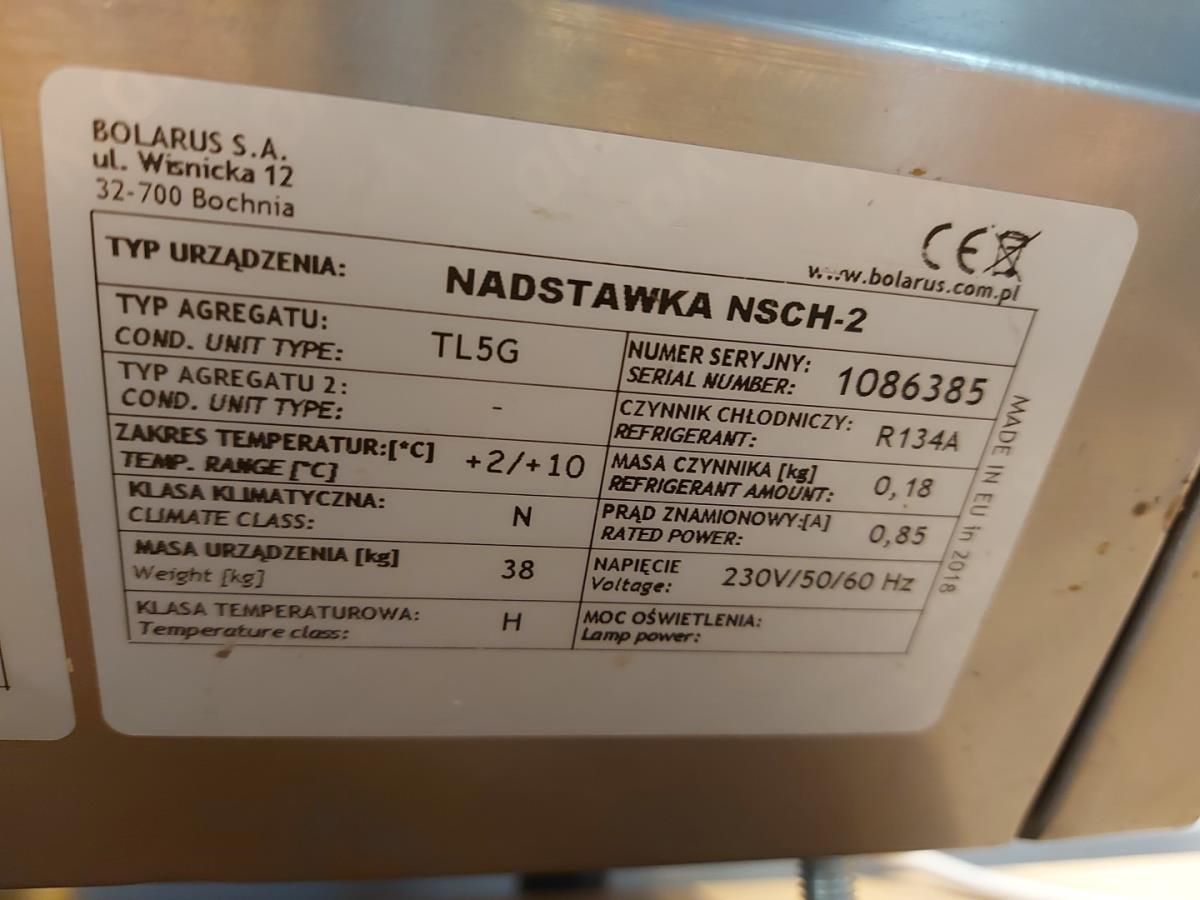 BOLARUS S.A.
ul. Wisnicka 12
32-700 Bochnia
CE
www.bolarus.com.pl
TYP URZĄDZENIA: NADSTAWKA NSCH-2
TYP AGREGATU:
COND. UNIT TYPE: TL5G
NUMER SERYJNY:
SERIAL NUMBER: 1086385
TYP AGREGATU 2:
COND. UNIT TYPE: -
CZYNNIK CHŁODNICZY:
REFRIGERANT: R134A
ZAKRES TEMPERATUR:[°C]
TEMP. RANGE [°C] +2/+10
MASA CZYNNIKA [kg]
REFRIGERANT AMOUNT: 0,18
KLASA KLIMATYCZNA:
CLIMATE CLASS: N
PRĄD ZNAMIONOWY:[A]
RATED POWER: 0,85
MASA URZĄDZENIA [kg]
Weight [kg] 38
NAPIĘCIE
Voltage: 230V/50/60 Hz
KLASA TEMPERATUROWA:
Temperature class: H
MOC OŚWIETLENIA:
Lamp power:
MADE IN EU in 2018